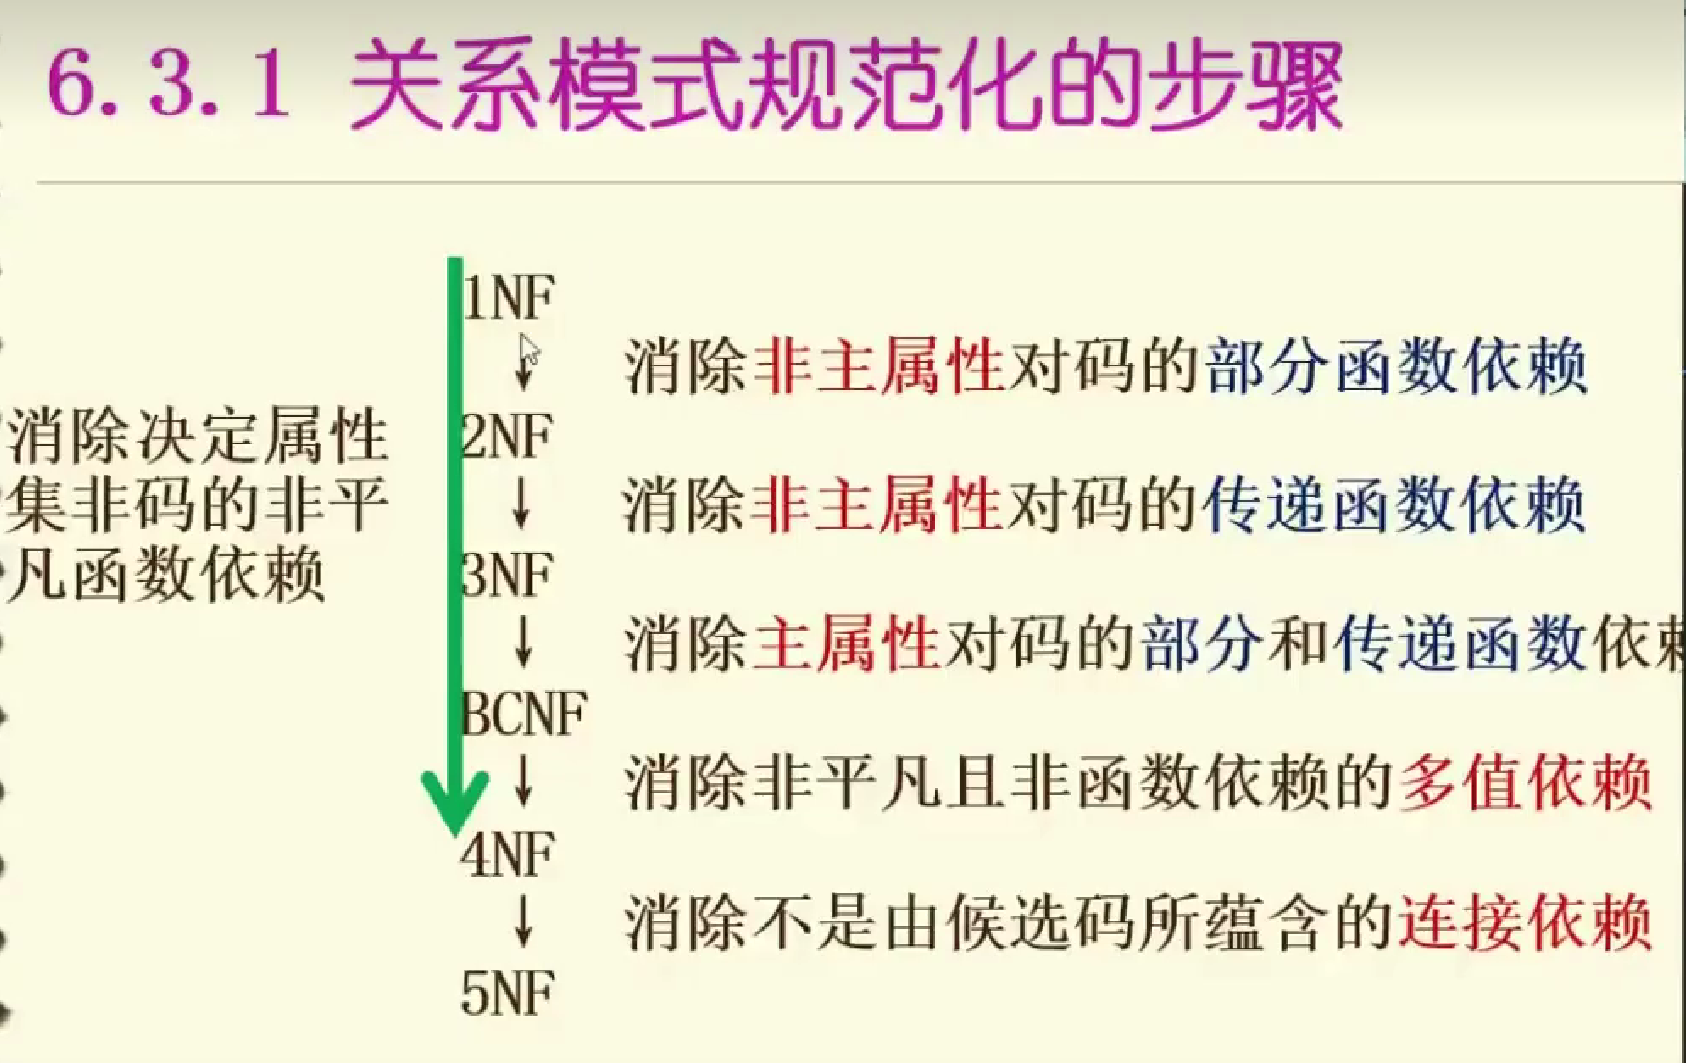 6.3.1 关系模式规范化的步骤
1NF
↓ 消除非主属性对码的部分函数依赖
消除决定属性 2NF
集非码的非平 ↓ 消除非主属性对码的传递函数依赖
凡函数依赖 3NF
↓ 消除主属性对码的部分和传递函数依赖
BCNF
↓ 消除非平凡且非函数依赖的多值依赖
4NF
↓ 消除不是由候选码所蕴含的连接依赖
5NF